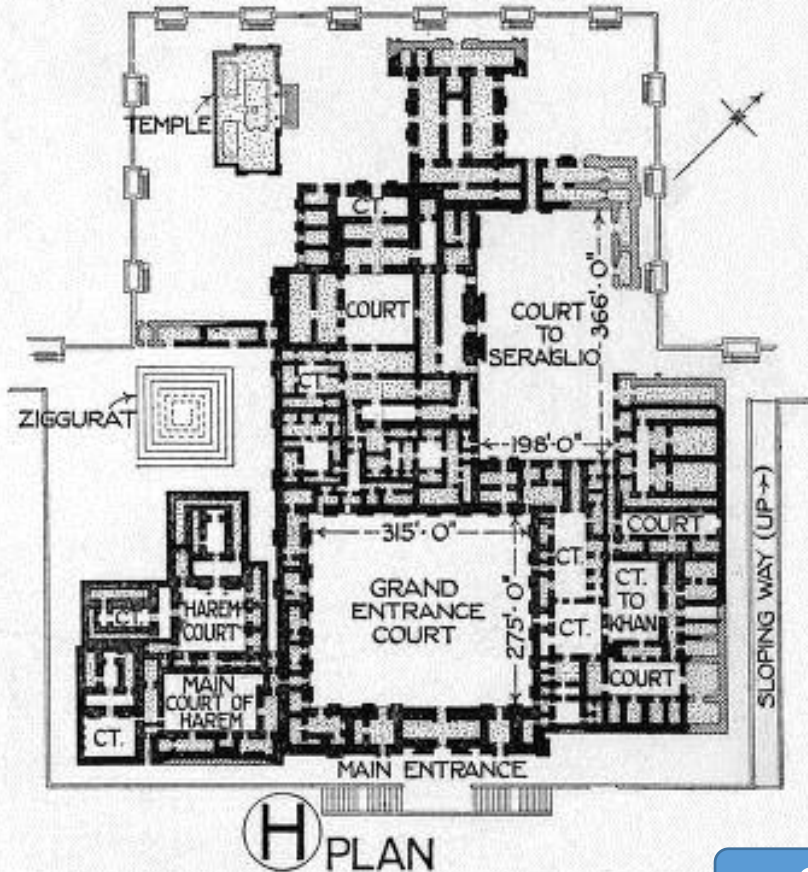 TEMPLE
CT.
COURT
COURT
TO
SERAGLIO
366'·0"
CT.
ZIGGURAT
198'·0"
315'·0"
275'·0"
GRAND
ENTRANCE
COURT
CT.
CT.
COURT
CT.
TO
KHAN
COURT
SLOPING WAY (UP→)
CT.
HAREM
COURT
MAIN
COURT OF
HAREM
CT.
MAIN ENTRANCE
H PLAN